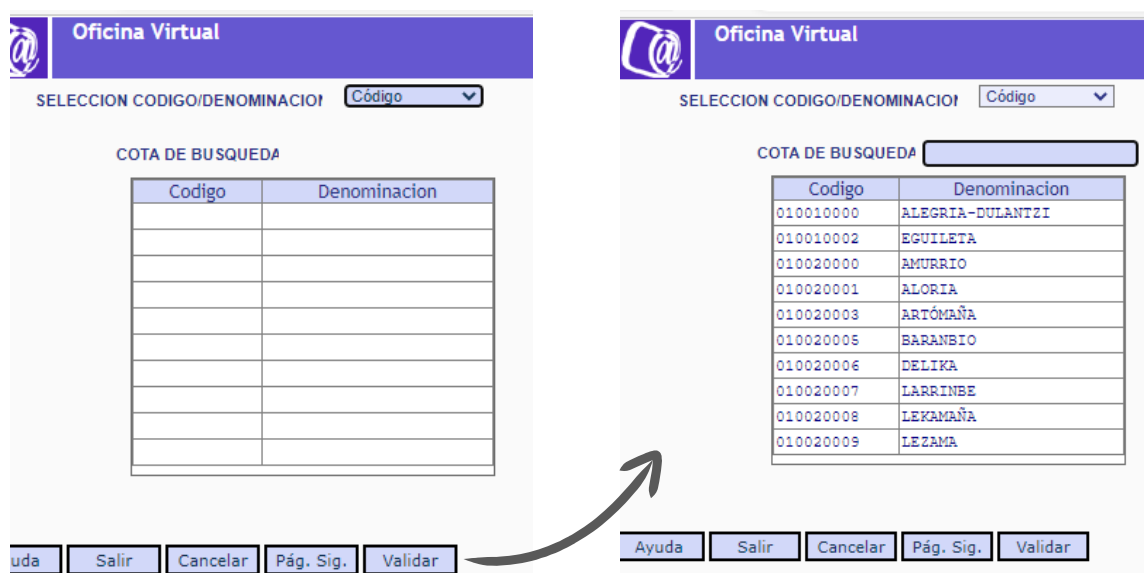 Oficina Virtual
SELECCION CODIGO/DENOMINACION Código
COTA DE BUSQUEDA
Codigo Denominacion
uda Salir Cancelar Pág. Sig. Validar
Oficina Virtual
SELECCION CODIGO/DENOMINACION Código
COTA DE BUSQUEDA
Codigo Denominacion
010010000 ALEGRIA-DULANTZI
010010002 EGUILETA
010020000 AMURRIO
010020001 ALORIA
010020003 ARTÓMAÑA
010020005 BARANBIO
010020006 DELIKA
010020007 LARRINBE
010020008 LEKAMAÑA
010020009 LEZAMA
Ayuda Salir Cancelar Pág. Sig. Validar